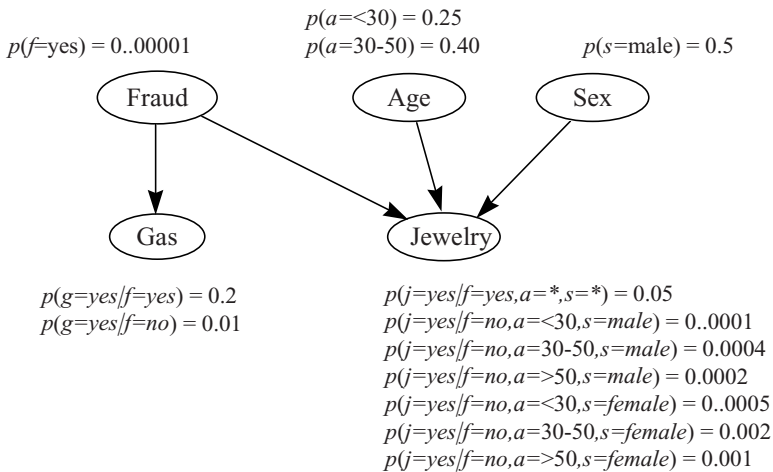 p(a=<30) = 0.25
p(f=yes) = 0..00001
p(a=30-50) = 0.40
p(s=male) = 0.5
Fraud
Age
Sex
Gas
Jewelry
p(g=yes/f=yes) = 0.2
p(g=yes/f=no) = 0.01
p(j=yes/f=yes,a=*,s=*) = 0.05
p(j=yes/f=no,a=<30,s=male) = 0..0001
p(j=yes/f=no,a=30-50,s=male) = 0.0004
p(j=yes/f=no,a=>50,s=male) = 0.0002
p(j=yes/f=no,a=<30,s=female) = 0..0005
p(j=yes/f=no,a=30-50,s=female) = 0.002
p(j=yes/f=no,a=>50,s=female) = 0.001